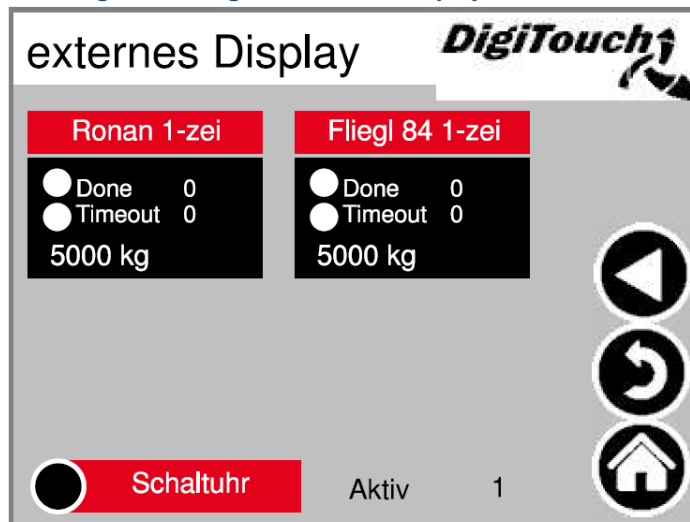 externes Display
DigiTouch
Ronan 1-zei
Fliegl 84 1-zei
Done 0
Timeout 0
5000 kg
Done 0
Timeout 0
5000 kg
Schaltuhr
Aktiv 1